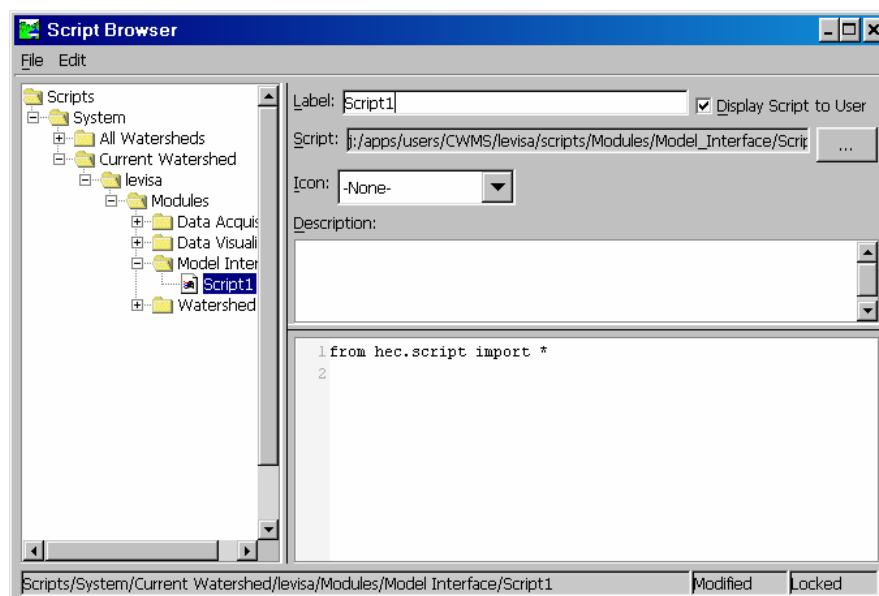 Script Browser
File Edit
Scripts
System
All Watersheds
Current Watershed
levisa
Modules
Data Acquis
Data Visuali
Model Inter
Script1
Watershed
Label: Script1 Display Script to User
Script: j:/apps/users/CWMS/levisa/scripts/Modules/Model_Interface/Scrip ...
Icon: -None-
Description:
1 from hec.script import *
2
Scripts/System/Current Watershed/levisa/Modules/Model Interface/Script1 Modified Locked